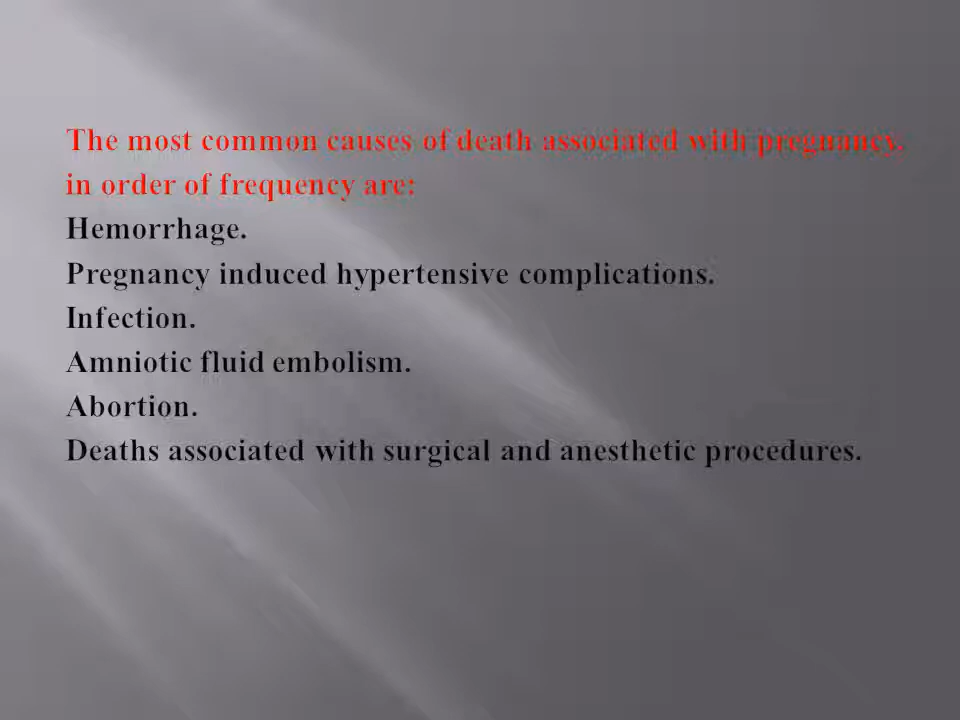 The most common causes of death associated with pregnancy,
in order of frequency are:
Hemorrhage.
Pregnancy induced hypertensive complications.
Infection.
Amniotic fluid embolism.
Abortion.
Deaths associated with surgical and anesthetic procedures.